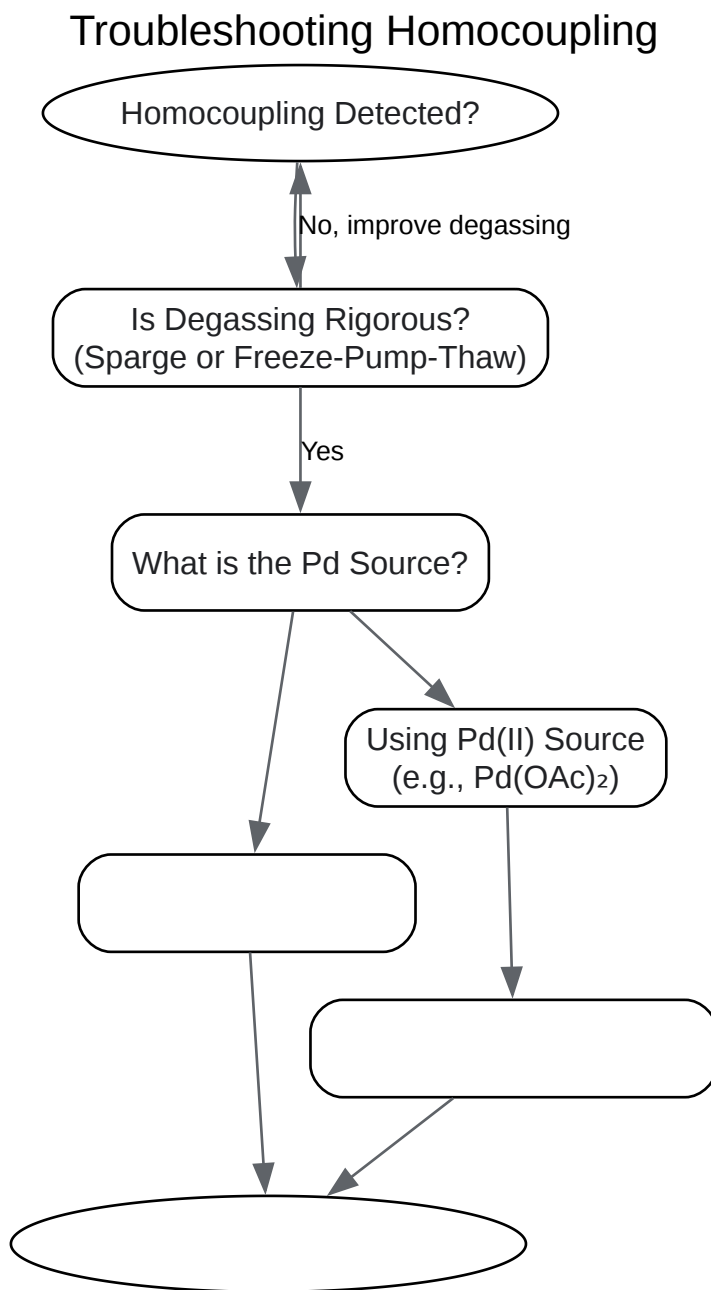 Troubleshooting Homocoupling
Homocoupling Detected?
No, improve degassing
Is Degassing Rigorous?
(Sparge or Freeze-Pump-Thaw)
Yes
What is the Pd Source?
Using Pd(II) Source
(e.g., Pd(OAc)₂)